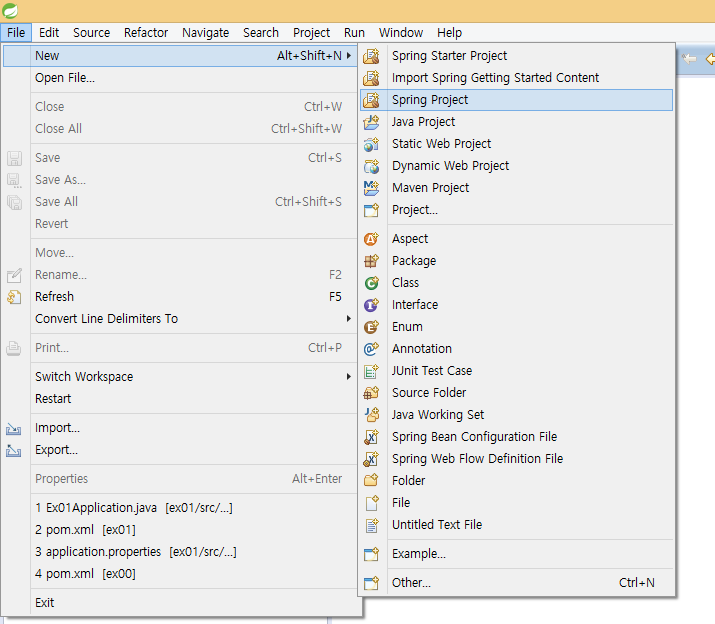 File Edit Source Refactor Navigate Search Project Run Window Help
New Alt+Shift+N
Open File...
Close Ctrl+W
Close All Ctrl+Shift+W
Save Ctrl+S
Save As...
Save All Ctrl+Shift+S
Revert
Move...
Rename... F2
Refresh F5
Convert Line Delimiters To
Print... Ctrl+P
Switch Workspace
Restart
Import...
Export...
Properties Alt+Enter
1 Ex01Application.java [ex01/src/...]
2 pom.xml [ex01]
3 application.properties [ex01/src/...]
4 pom.xml [ex00]
Exit
Spring Starter Project
Import Spring Getting Started Content
Spring Project
Java Project
Static Web Project
Dynamic Web Project
Maven Project
Project...
Aspect
Package
Class
Interface
Enum
Annotation
JUnit Test Case
Source Folder
Java Working Set
Spring Bean Configuration File
Spring Web Flow Definition File
Folder
File
Untitled Text File
Example...
Other... Ctrl+N